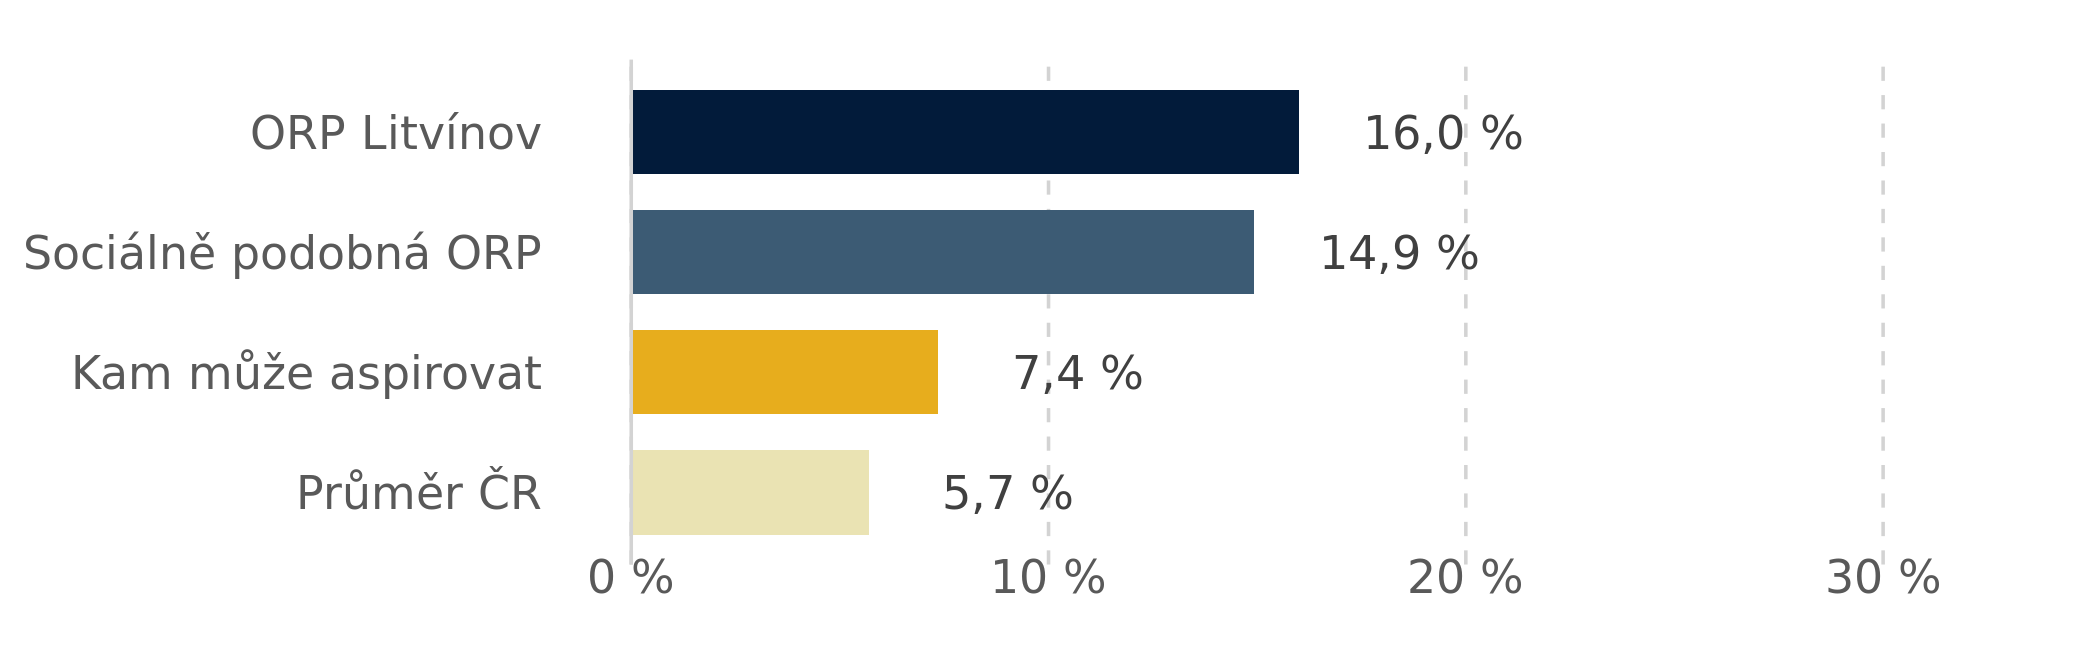 ORP Litvínov 16,0 %
Sociálně podobná ORP 14,9 %
Kam může aspirovat 7,4 %
Průměr ČR 5,7 %
0 % 10 % 20 % 30 %